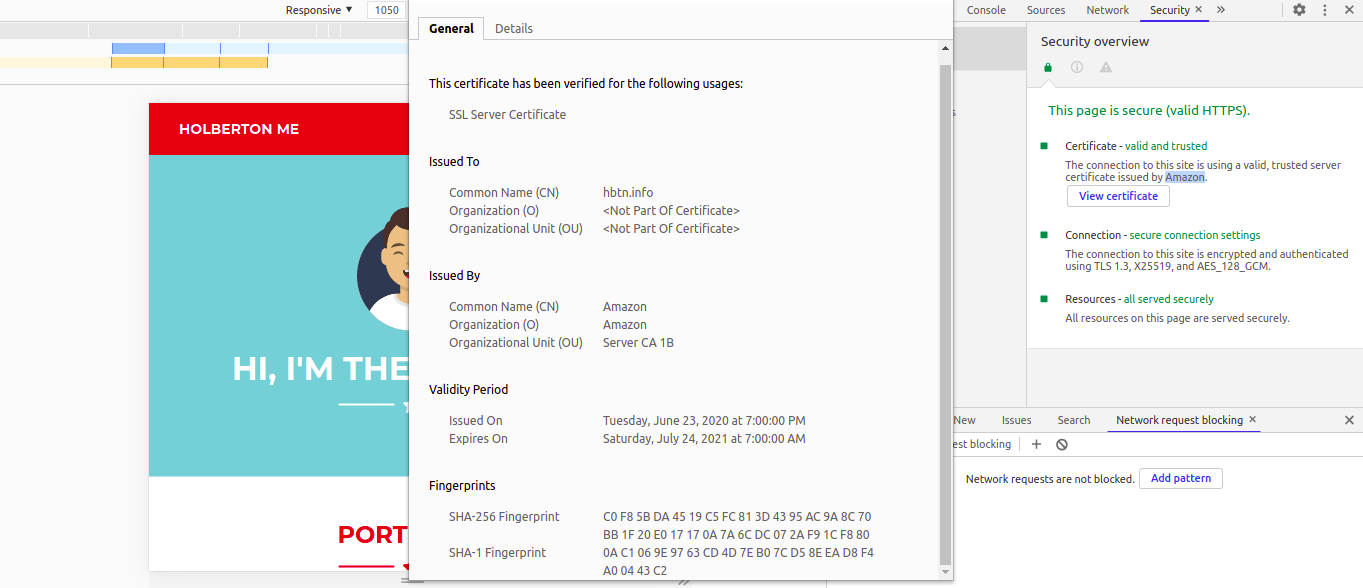 Responsive ▼ 1050
HOLBERTON ME
HI, I'M THE
PORT
General Details
This certificate has been verified for the following usages:
SSL Server Certificate
Issued To
Common Name (CN) hbtn.info
Organization (O) <Not Part Of Certificate>
Organizational Unit (OU) <Not Part Of Certificate>
Issued By
Common Name (CN) Amazon
Organization (O) Amazon
Organizational Unit (OU) Server CA 1B
Validity Period
Issued On Tuesday, June 23, 2020 at 7:00:00 PM
Expires On Saturday, July 24, 2021 at 7:00:00 AM
Fingerprints
SHA-256 Fingerprint C0 F8 5B DA 45 19 C5 FC 81 3D 43 95 AC 9A 8C 70
BB 1F 20 E0 17 17 0A 7A 6C DC 07 2A F9 1C F8 80
SHA-1 Fingerprint 0A C1 06 9E 97 63 CD 4D 7E B0 7C D5 8E EA D8 F4
A0 04 43 C2
Console Sources Network Security × »
Security overview
This page is secure (valid HTTPS).
Certificate - valid and trusted
The connection to this site is using a valid, trusted server
certificate issued by Amazon.
View certificate
Connection - secure connection settings
The connection to this site is encrypted and authenticated
using TLS 1.3, X25519, and AES_128_GCM.
Resources - all served securely
All resources on this page are served securely.
New Issues Search Network request blocking ×
est blocking
Network requests are not blocked. Add pattern